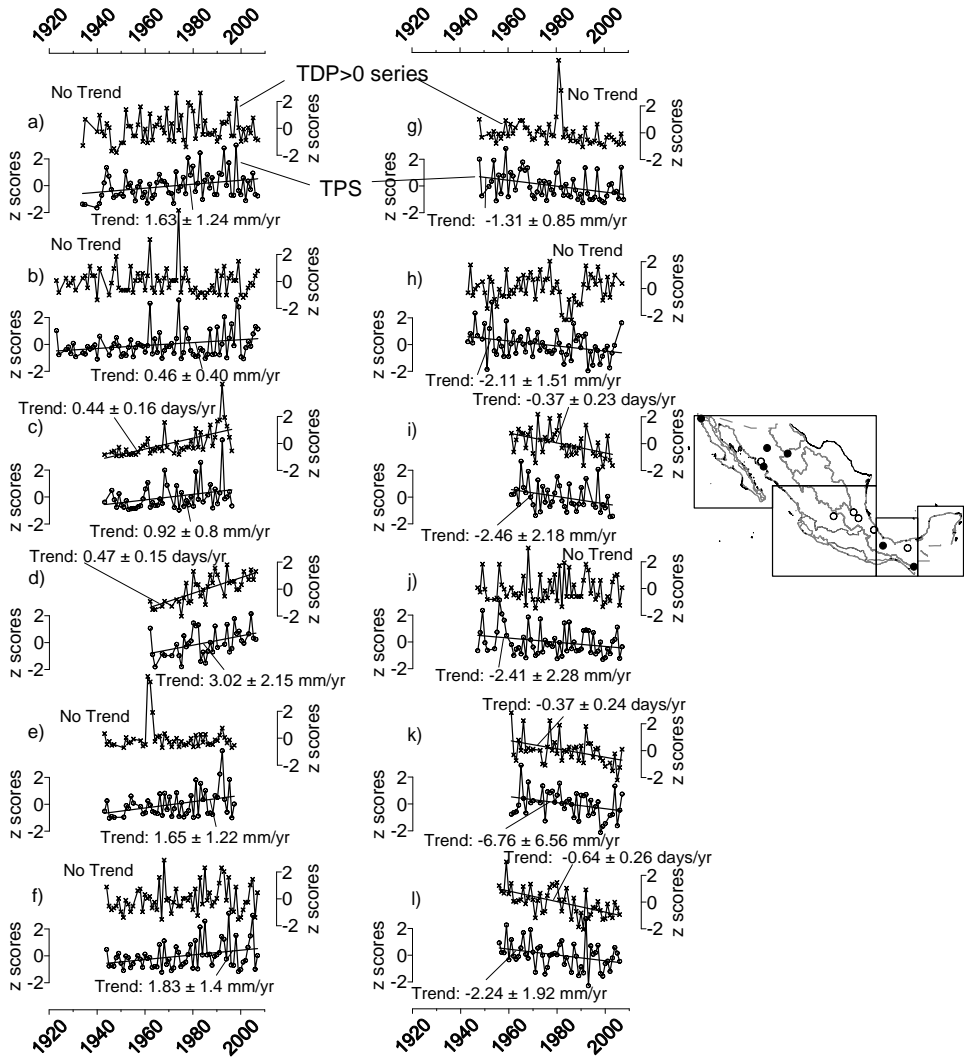 1920 1940 1960 1980 2000
1920 1940 1960 1980 2000
TDP>0 series
TPS
a)
No Trend
2 0 -2 z scores
z scores 2 0 -2
Trend: 1.63 ± 1.24 mm/yr
b)
No Trend
2 0 -2 z scores
z scores 2 0 -2
Trend: 0.46 ± 0.40 mm/yr
c)
Trend: 0.44 ± 0.16 days/yr
2 0 -2 z scores
z scores 2 0 -2
Trend: 0.92 ± 0.8 mm/yr
d)
Trend: 0.47 ± 0.15 days/yr
2 0 -2 z scores
z scores 2 0 -2
Trend: 3.02 ± 2.15 mm/yr
e)
No Trend
2 0 -2 z scores
z scores 2 0 -2
Trend: 1.65 ± 1.22 mm/yr
f)
No Trend
2 0 -2 z scores
z scores 2 0 -2
Trend: 1.83 ± 1.4 mm/yr
1920 1940 1960 1980 2000
g)
No Trend
2 0 -2 z scores
z scores 2 0 -2
Trend: -1.31 ± 0.85 mm/yr
h)
No Trend
2 0 -2 z scores
z scores 2 0 -2
Trend: -2.11 ± 1.51 mm/yr
i)
Trend: -0.37 ± 0.23 days/yr
2 0 -2 z scores
z scores 2 0 -2
Trend: -2.46 ± 2.18 mm/yr
j)
No Trend
2 0 -2 z scores
z scores 2 0 -2
Trend: -2.41 ± 2.28 mm/yr
k)
Trend: -0.37 ± 0.24 days/yr
2 0 -2 z scores
z scores 2 0 -2
Trend: -6.76 ± 6.56 mm/yr
l)
Trend: -0.64 ± 0.26 days/yr
2 0 -2 z scores
z scores 2 0 -2
Trend: -2.24 ± 1.92 mm/yr
1920 1940 1960 1980 2000